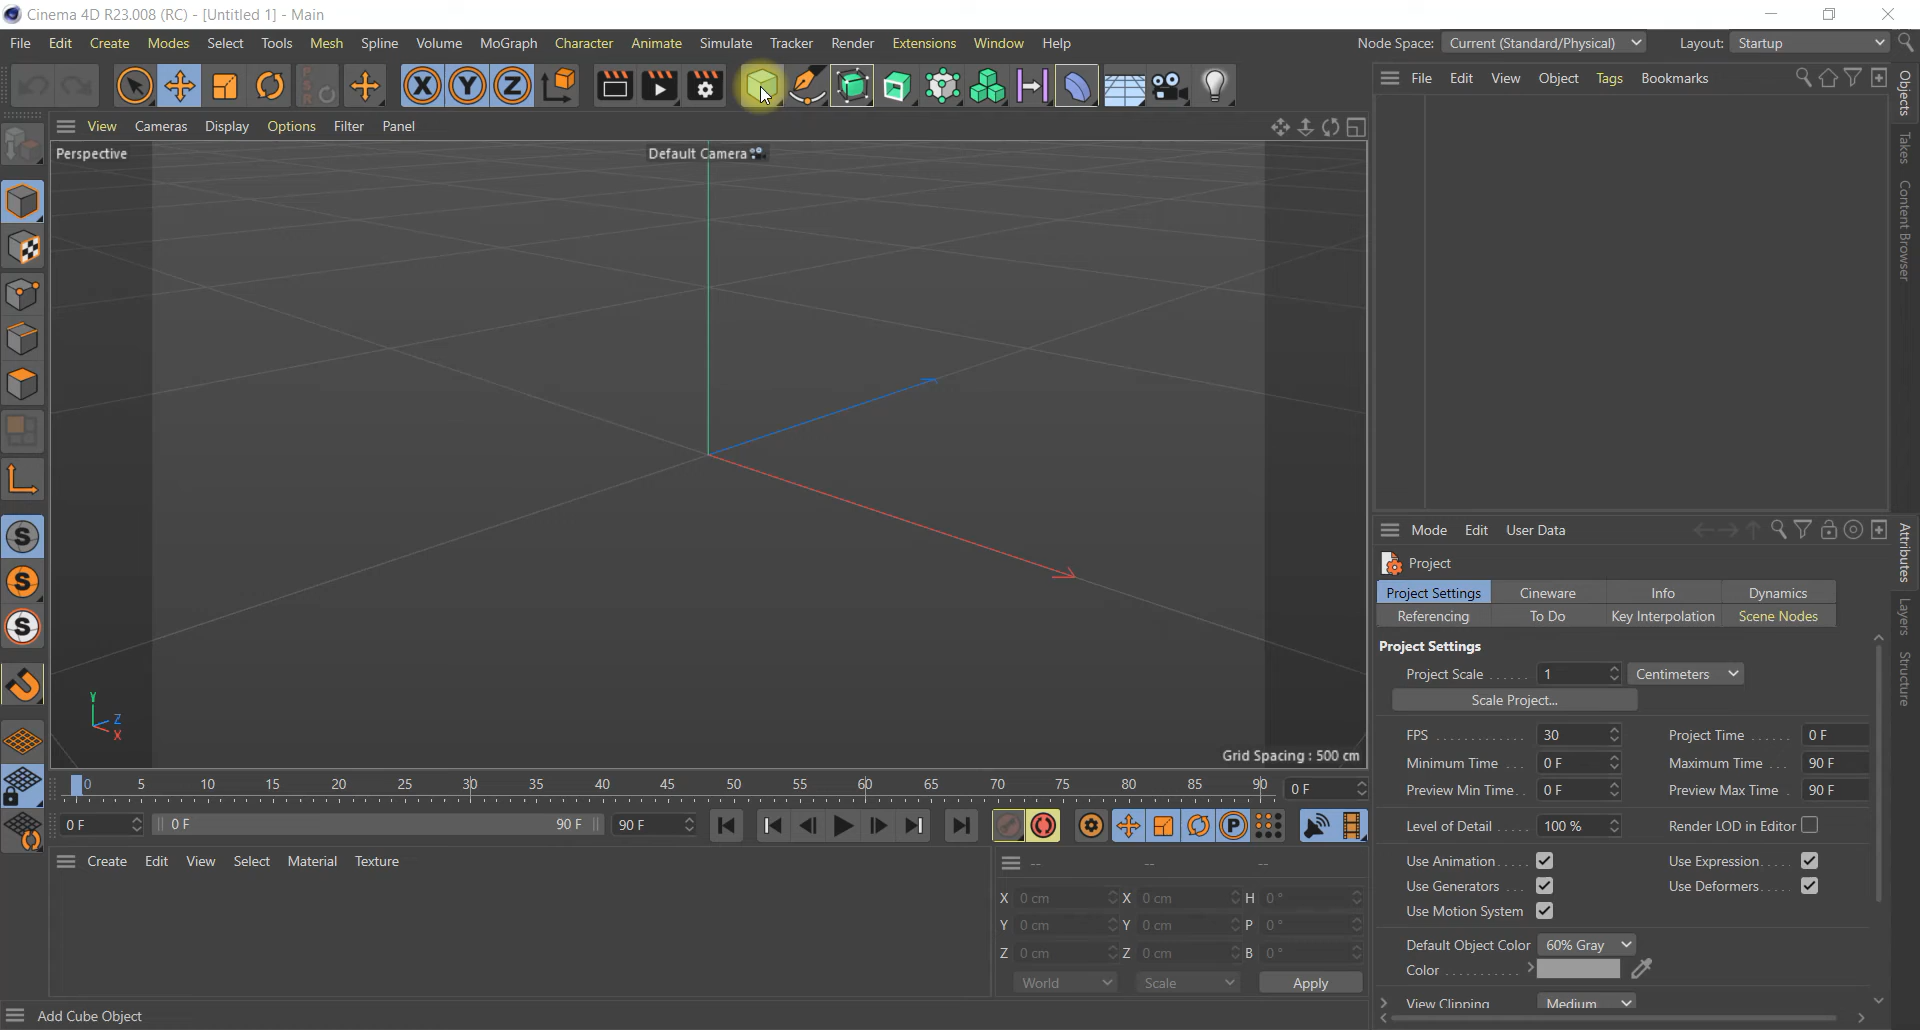 Cinema 4D R23.008 (RC) - [Untitled 1] - Main
File Edit Create Modes Select Tools Mesh Spline Volume MoGraph Character Animate Simulate Tracker Render Extensions Window Help Node Space: Current (Standard/Physical) Layout: Startup
X Y Z
File Edit View Object Tags Bookmarks
View Cameras Display Options Filter Panel
Perspective
Default Camera
Objects
Takes
Content Browser
S
S
S
Y
Z
X
Grid Spacing : 500 cm
0 5 10 15 20 25 30 35 40 45 50 55 60 65 70 75 80 85 90 0 F
0 F 0 F 90 F 90 F P
Create Edit View Select Material Texture
-- -- --
X 0 cm X 0 cm H 0 °
Y 0 cm Y 0 cm P 0 °
Z 0 cm Z 0 cm B 0 °
World Scale Apply
Add Cube Object
Mode Edit User Data
Project
Project Settings Cineware Info Dynamics
Referencing To Do Key Interpolation Scene Nodes
Project Settings
Project Scale ...... 1 Centimeters
Scale Project...
FPS ............. 30 Project Time ...... 0 F
Minimum Time ... 0 F Maximum Time ... 90 F
Preview Min Time . 0 F Preview Max Time . 90 F
Level of Detail ..... 100 % Render LOD in Editor
Use Animation .... Use Expression .....
Use Generators ... Use Deformers .....
Use Motion System
Default Object Color 60% Gray
Color ...........
View Clipping Medium
Attributes
Layers
Structure